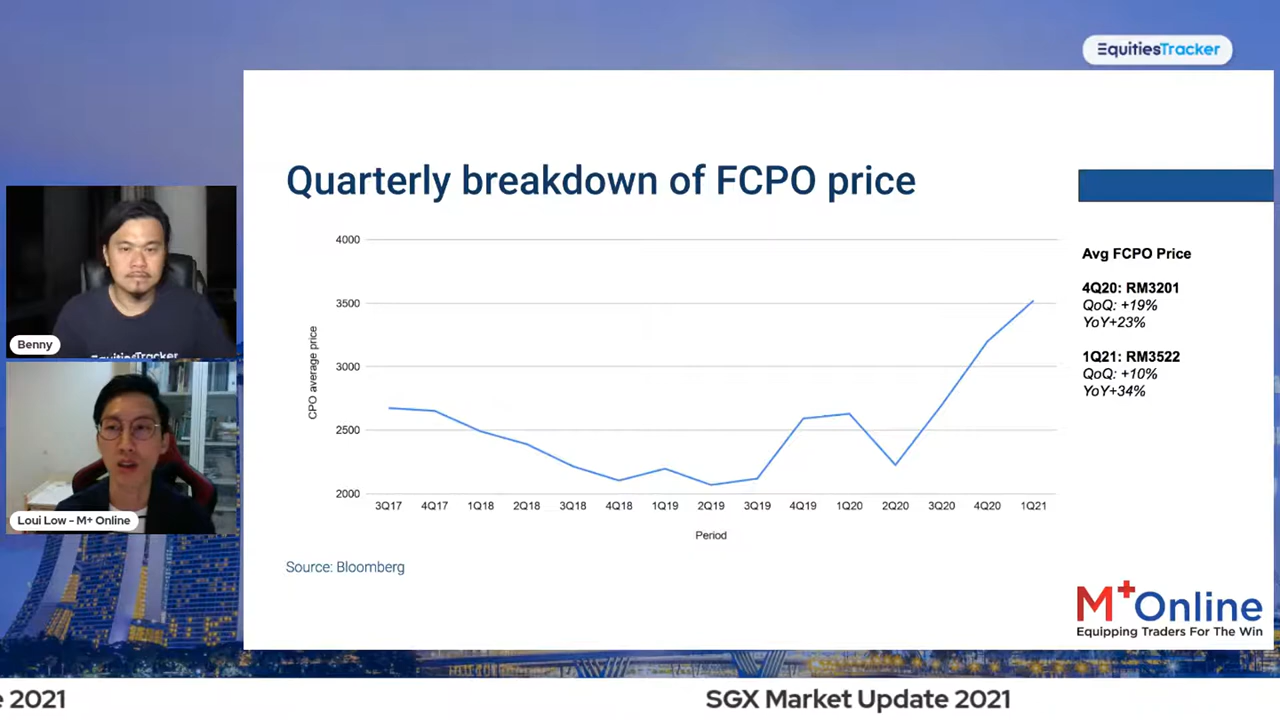 EquitiesTracker
Quarterly breakdown of FCPO price
4000
3500
3000
2500
2000
CPO average price
3Q17 4Q17 1Q18 2Q18 3Q18 4Q18 1Q19 2Q19 3Q19 4Q19 1Q20 2Q20 3Q20 4Q20 1Q21
Period
Source: Bloomberg
Avg FCPO Price
4Q20: RM3201
QoQ: +19%
YoY+23%
1Q21: RM3522
QoQ: +10%
YoY+34%
M+Online
Equipping Traders For The Win
EquitiesTracker
Benny
Loui Low - M+ Online
e 2021
SGX Market Update 2021